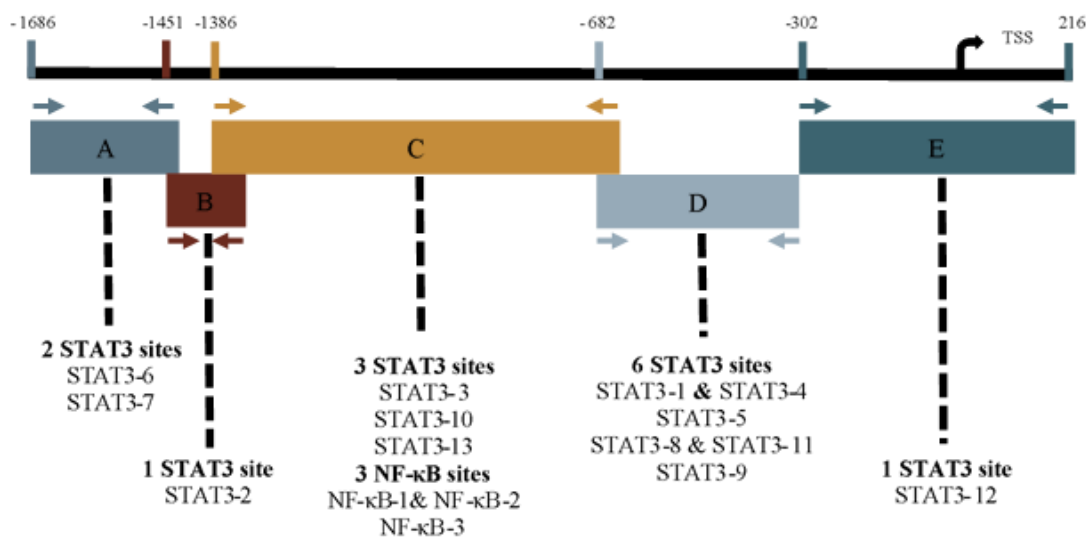 -1686
-1451
-1386
-682
-302
TSS
216
A
C
E
B
D
2 STAT3 sites
STAT3-6
STAT3-7
1 STAT3 site
STAT3-2
3 STAT3 sites
STAT3-3
STAT3-10
STAT3-13
3 NF-κB sites
NF-κB-1& NF-κB-2
NF-κB-3
6 STAT3 sites
STAT3-1 & STAT3-4
STAT3-5
STAT3-8 & STAT3-11
STAT3-9
1 STAT3 site
STAT3-12